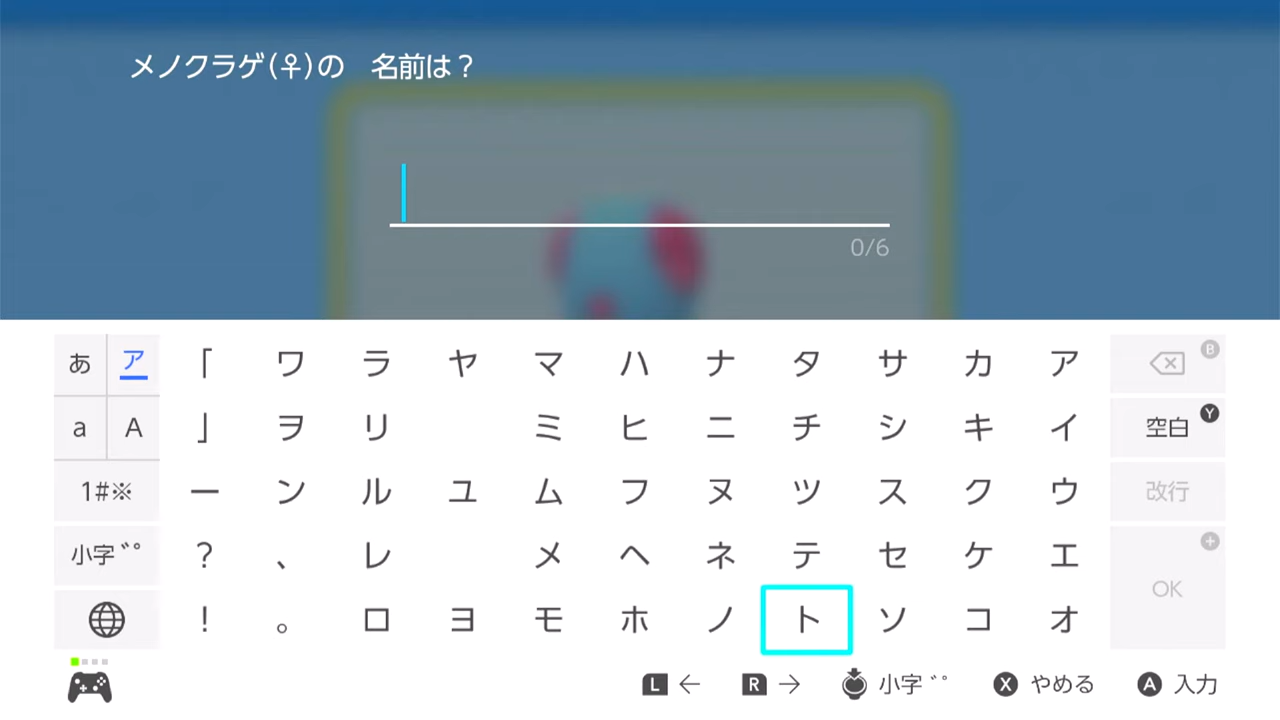 メノクラゲ(♀)の　名前は？
0/6
あ ア 「 ワ ラ ヤ マ ハ ナ タ サ カ ア B
a A 」 ヲ リ ミ ヒ ニ チ シ キ イ 空白 Y
1#※ ー ン ル ユ ム フ ヌ ツ ス ク ウ 改行
小字゛゜ ？ 、 レ メ ヘ ネ テ セ ケ エ
！ 。 ロ ヨ モ ホ ノ ト ソ コ オ OK
L ← R → 小字゛゜ X やめる A 入力